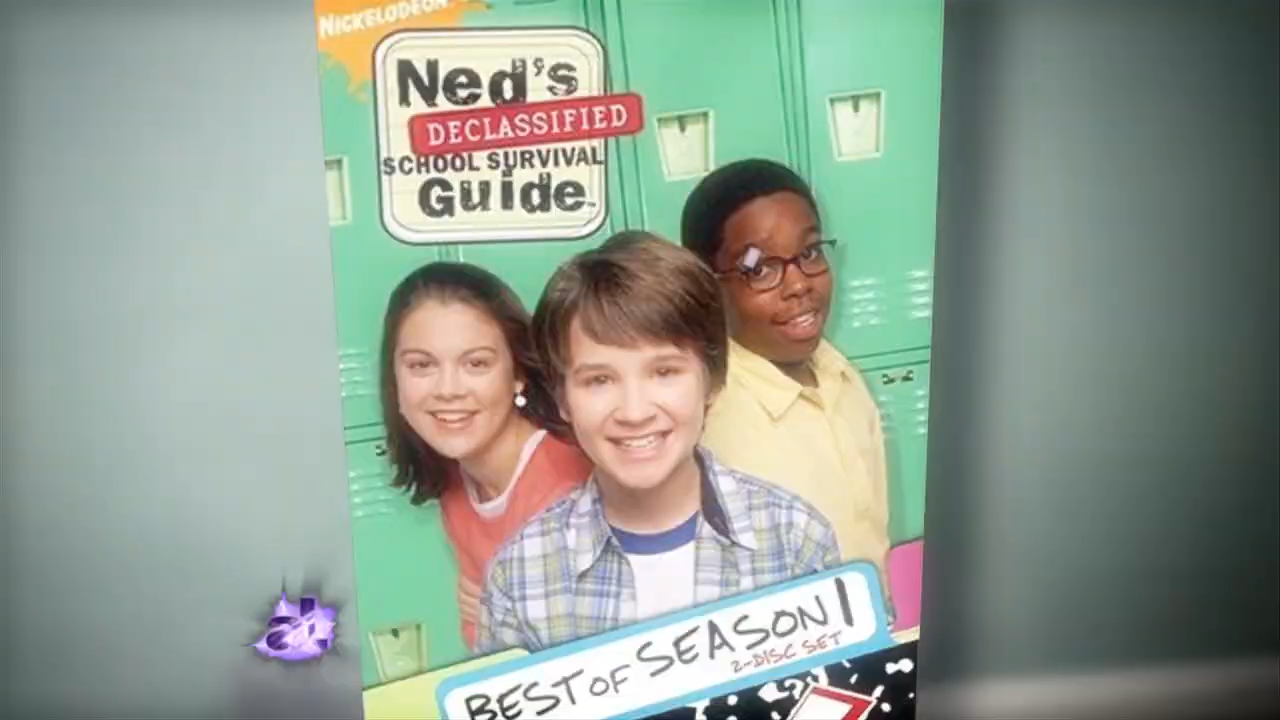 NICKELODEON
Ned's
DECLASSIFIED
SCHOOL SURVIVAL
Guide
BEST OF SEASON 1
2-DISC SET